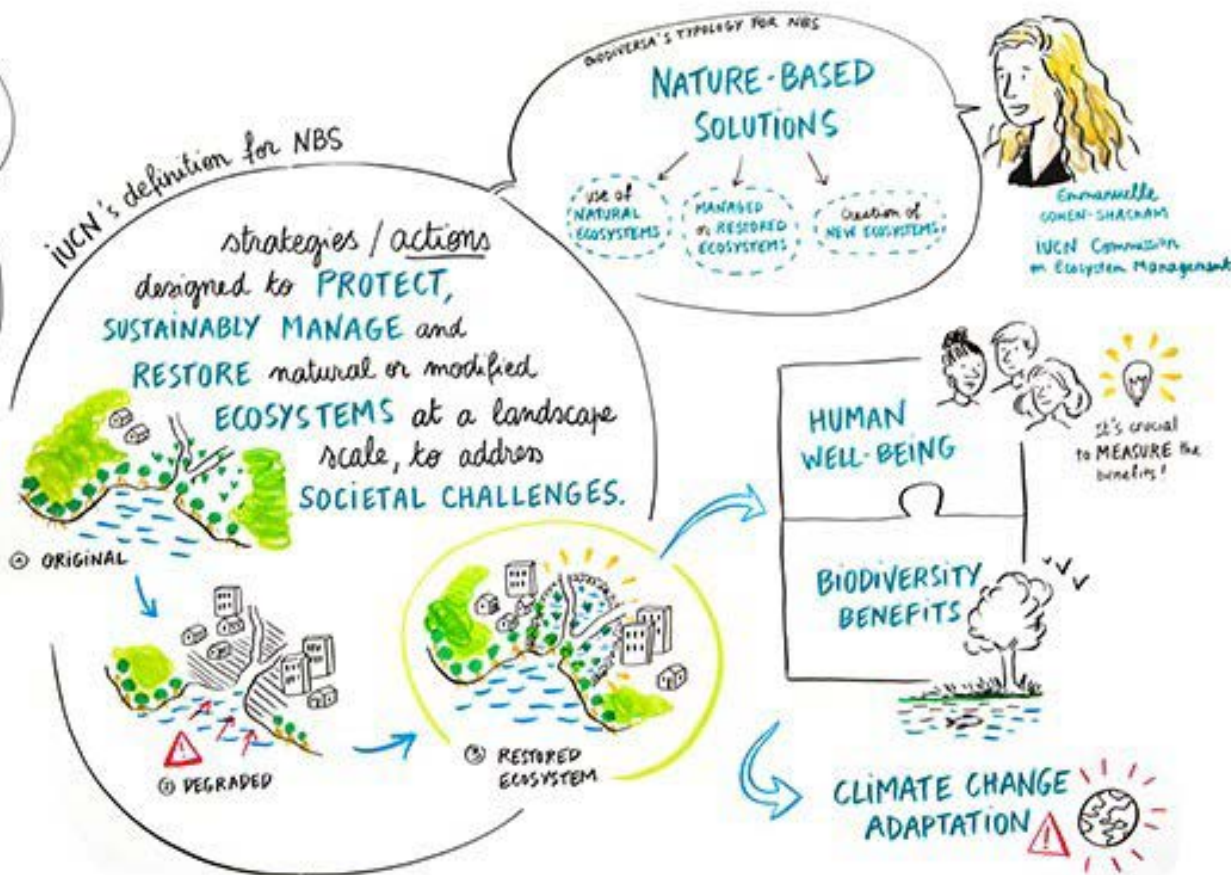 BIODIVERSA'S TYPOLOGY FOR NBS
NATURE-BASED
SOLUTIONS
use of
NATURAL
ECOSYSTEMS
MANAGED
or RESTORED
ECOSYSTEMS
Creation of
NEW ECOSYSTEMS
Emmanuelle
COHEN-SHACHAM
IUCN Commission
on Ecosystem Management
iUCN's definition for NBS
strategies / actions
designed to PROTECT,
SUSTAINABLY MANAGE and
RESTORE natural or modified
ECOSYSTEMS at a landscape
scale, to address
SOCIETAL CHALLENGES.
① ORIGINAL
② DEGRADED
③ RESTORED
ECOSYSTEM
HUMAN
WELL-BEING
It's crucial
to MEASURE the
benefits!
BIODIVERSITY
BENEFITS
CLIMATE CHANGE
ADAPTATION